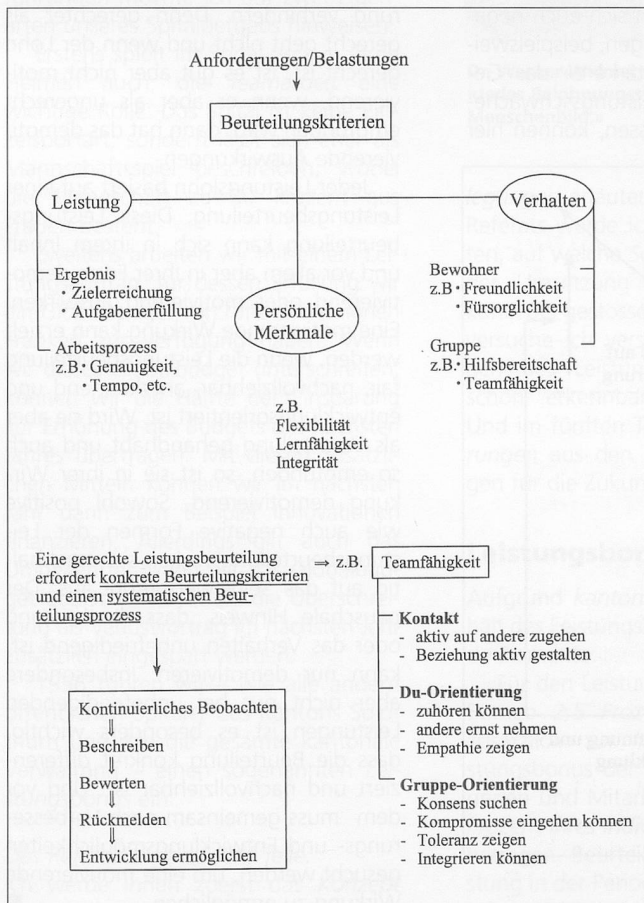 Anforderungen/Belastungen
Beurteilungskriterien
Leistung
Verhalten
Ergebnis
· Zielerreichung
· Aufgabenerfüllung
Arbeitsprozess
z.B.· Genauigkeit,
· Tempo, etc.
Persönliche
Merkmale
z.B.
Flexibilität
Lernfähigkeit
Integrität
Bewohner
z.B · Freundlichkeit
· Fürsorglichkeit
Gruppe
z.B.· Hilfsbereitschaft
· Teamfähigkeit
Eine gerechte Leistungsbeurteilung
erfordert konkrete Beurteilungskriterien
und einen systematischen Beur-
teilungsprozess
⇒ z.B.
Teamfähigkeit
Kontinuierliches Beobachten
⇓
Beschreiben
⇓
Bewerten
⇓
Rückmelden
⇓
Entwicklung ermöglichen
Kontakt
- aktiv auf andere zugehen
- Beziehung aktiv gestalten
Du-Orientierung
- zuhören können
- andere ernst nehmen
- Empathie zeigen
Gruppe-Orientierung
- Konsens suchen
- Kompromisse eingehen können
- Toleranz zeigen
- Integrieren können